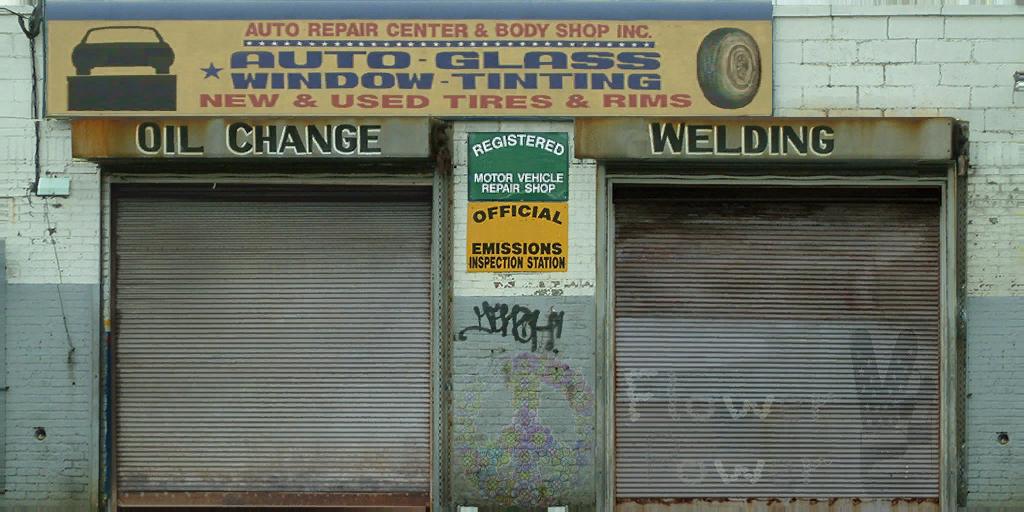 AUTO REPAIR CENTER & BODY SHOP INC.
AUTO-GLASS
WINDOW-TINTING
NEW & USED TIRES & RIMS
OIL CHANGE
WELDING
REGISTERED
MOTOR VEHICLE
REPAIR SHOP
OFFICIAL
EMISSIONS
INSPECTION STATION
Flower